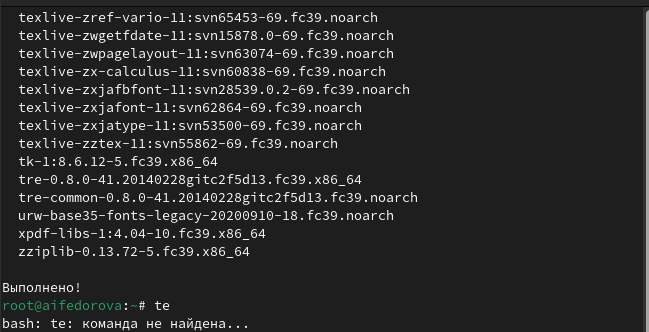 texlive-zref-vario-11:svn65453-69.fc39.noarch
texlive-zwgetfdate-11:svn15878.0-69.fc39.noarch
texlive-zwpagelayout-11:svn63074-69.fc39.noarch
texlive-zx-calculus-11:svn60838-69.fc39.noarch
texlive-zxjafbfont-11:svn28539.0.2-69.fc39.noarch
texlive-zxjafont-11:svn62864-69.fc39.noarch
texlive-zxjatype-11:svn53500-69.fc39.noarch
texlive-zztex-11:svn55862-69.fc39.noarch
tk-1:8.6.12-5.fc39.x86_64
tre-0.8.0-41.20140228gitc2f5d13.fc39.x86_64
tre-common-0.8.0-41.20140228gitc2f5d13.fc39.noarch
urw-base35-fonts-legacy-20200910-18.fc39.noarch
xpdf-libs-1:4.04-10.fc39.x86_64
zziplib-0.13.72-5.fc39.x86_64
Выполнено!
root@aifedorova:~# te
bash: te: команда не найдена...